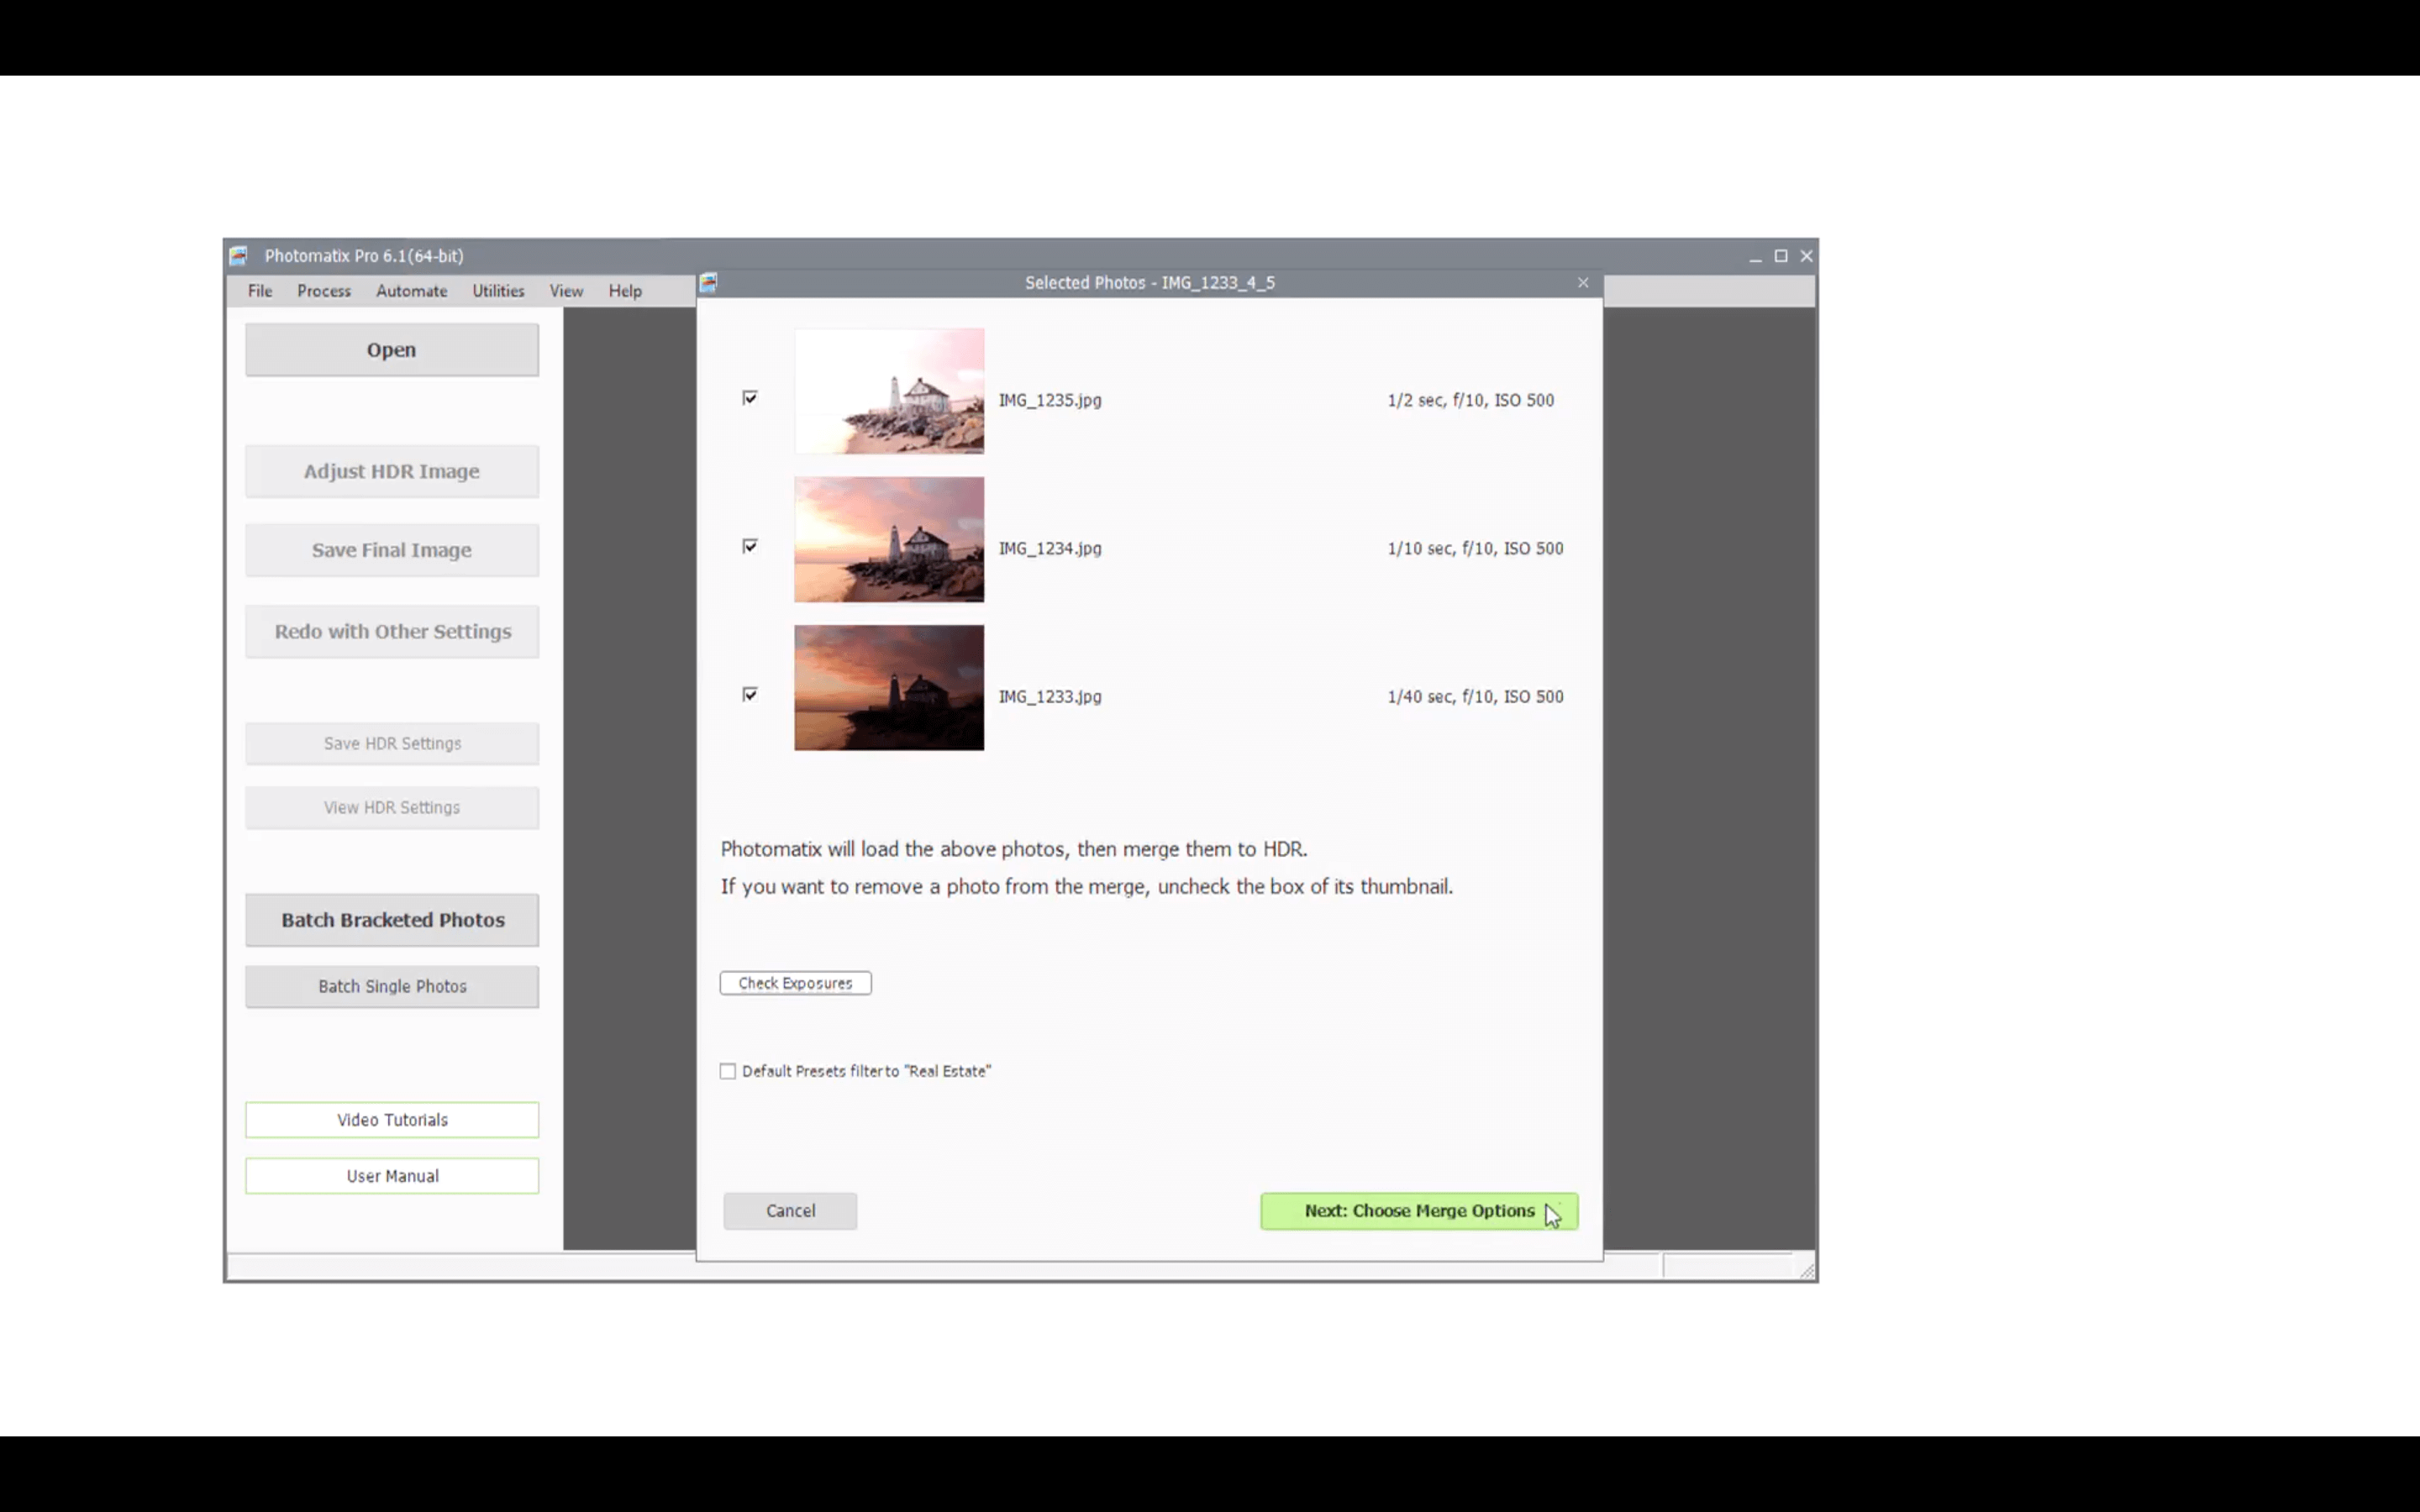 Photomatix Pro 6.1(64-bit)
File Process Automate Utilities View Help
Open
Adjust HDR Image
Save Final Image
Redo with Other Settings
Save HDR Settings
View HDR Settings
Batch Bracketed Photos
Batch Single Photos
Video Tutorials
User Manual
Selected Photos - IMG_1233_4_5
IMG_1235.jpg 1/2 sec, f/10, ISO 500
IMG_1234.jpg 1/10 sec, f/10, ISO 500
IMG_1233.jpg 1/40 sec, f/10, ISO 500
Photomatix will load the above photos, then merge them to HDR.
If you want to remove a photo from the merge, uncheck the box of its thumbnail.
Check Exposures
Default Presets filter to "Real Estate"
Cancel
Next: Choose Merge Options